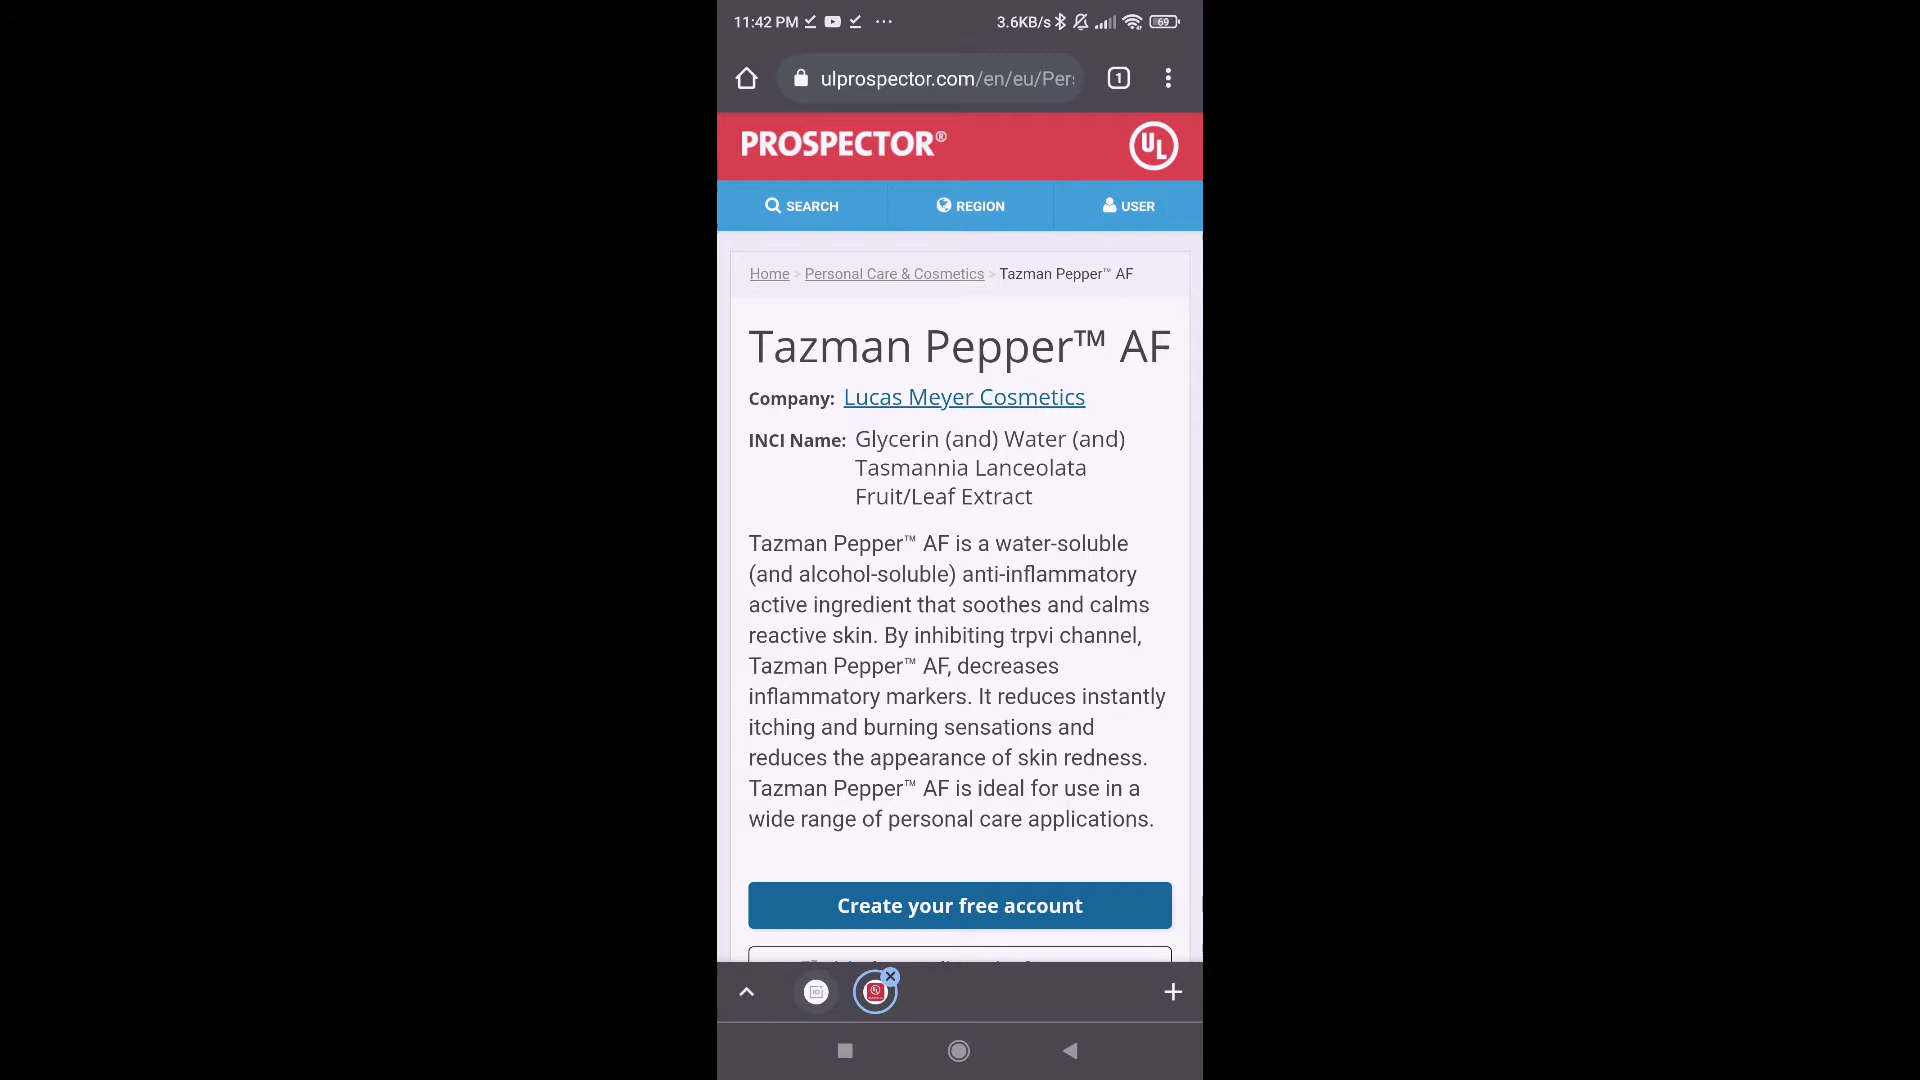 11:42 PM
3.6KB/s
69
ulprospector.com/en/eu/Per
1
PROSPECTOR®
UL
SEARCH
REGION
USER
Home > Personal Care & Cosmetics > Tazman Pepper™ AF
Tazman Pepper™ AF
Company: Lucas Meyer Cosmetics
INCI Name: Glycerin (and) Water (and)
Tasmannia Lanceolata
Fruit/Leaf Extract
Tazman Pepper™ AF is a water-soluble
(and alcohol-soluble) anti-inflammatory
active ingredient that soothes and calms
reactive skin. By inhibiting trpvi channel,
Tazman Pepper™ AF, decreases
inflammatory markers. It reduces instantly
itching and burning sensations and
reduces the appearance of skin redness.
Tazman Pepper™ AF is ideal for use in a
wide range of personal care applications.
Create your free account